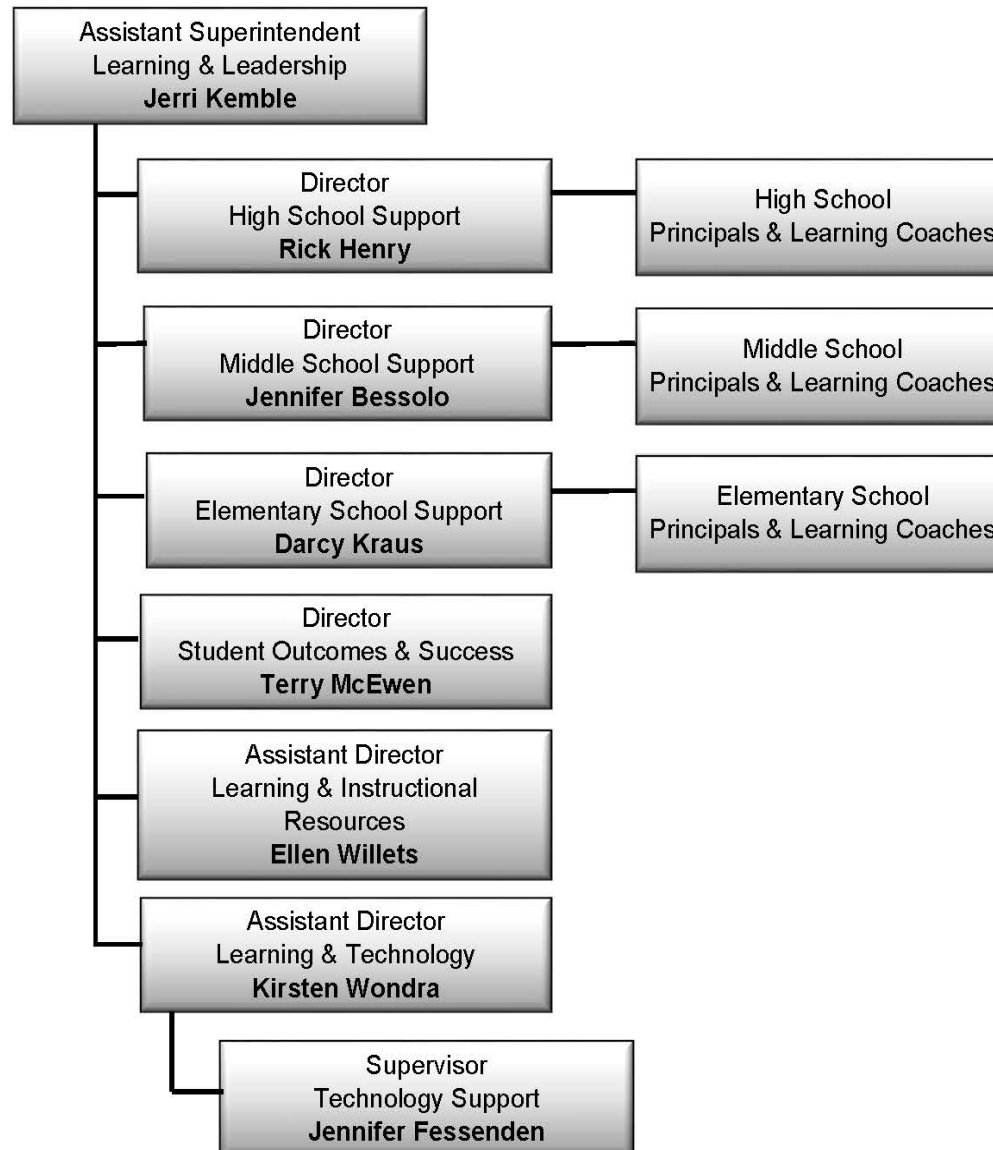 Assistant Superintendent
Learning & Leadership
Jerri Kemble
Director
High School Support
Rick Henry
High School
Principals & Learning Coaches
Director
Middle School Support
Jennifer Bessolo
Middle School
Principals & Learning Coaches
Director
Elementary School Support
Darcy Kraus
Elementary School
Principals & Learning Coaches
Director
Student Outcomes & Success
Terry McEwen
Assistant Director
Learning & Instructional
Resources
Ellen Willets
Assistant Director
Learning & Technology
Kirsten Wondra
Supervisor
Technology Support
Jennifer Fessenden